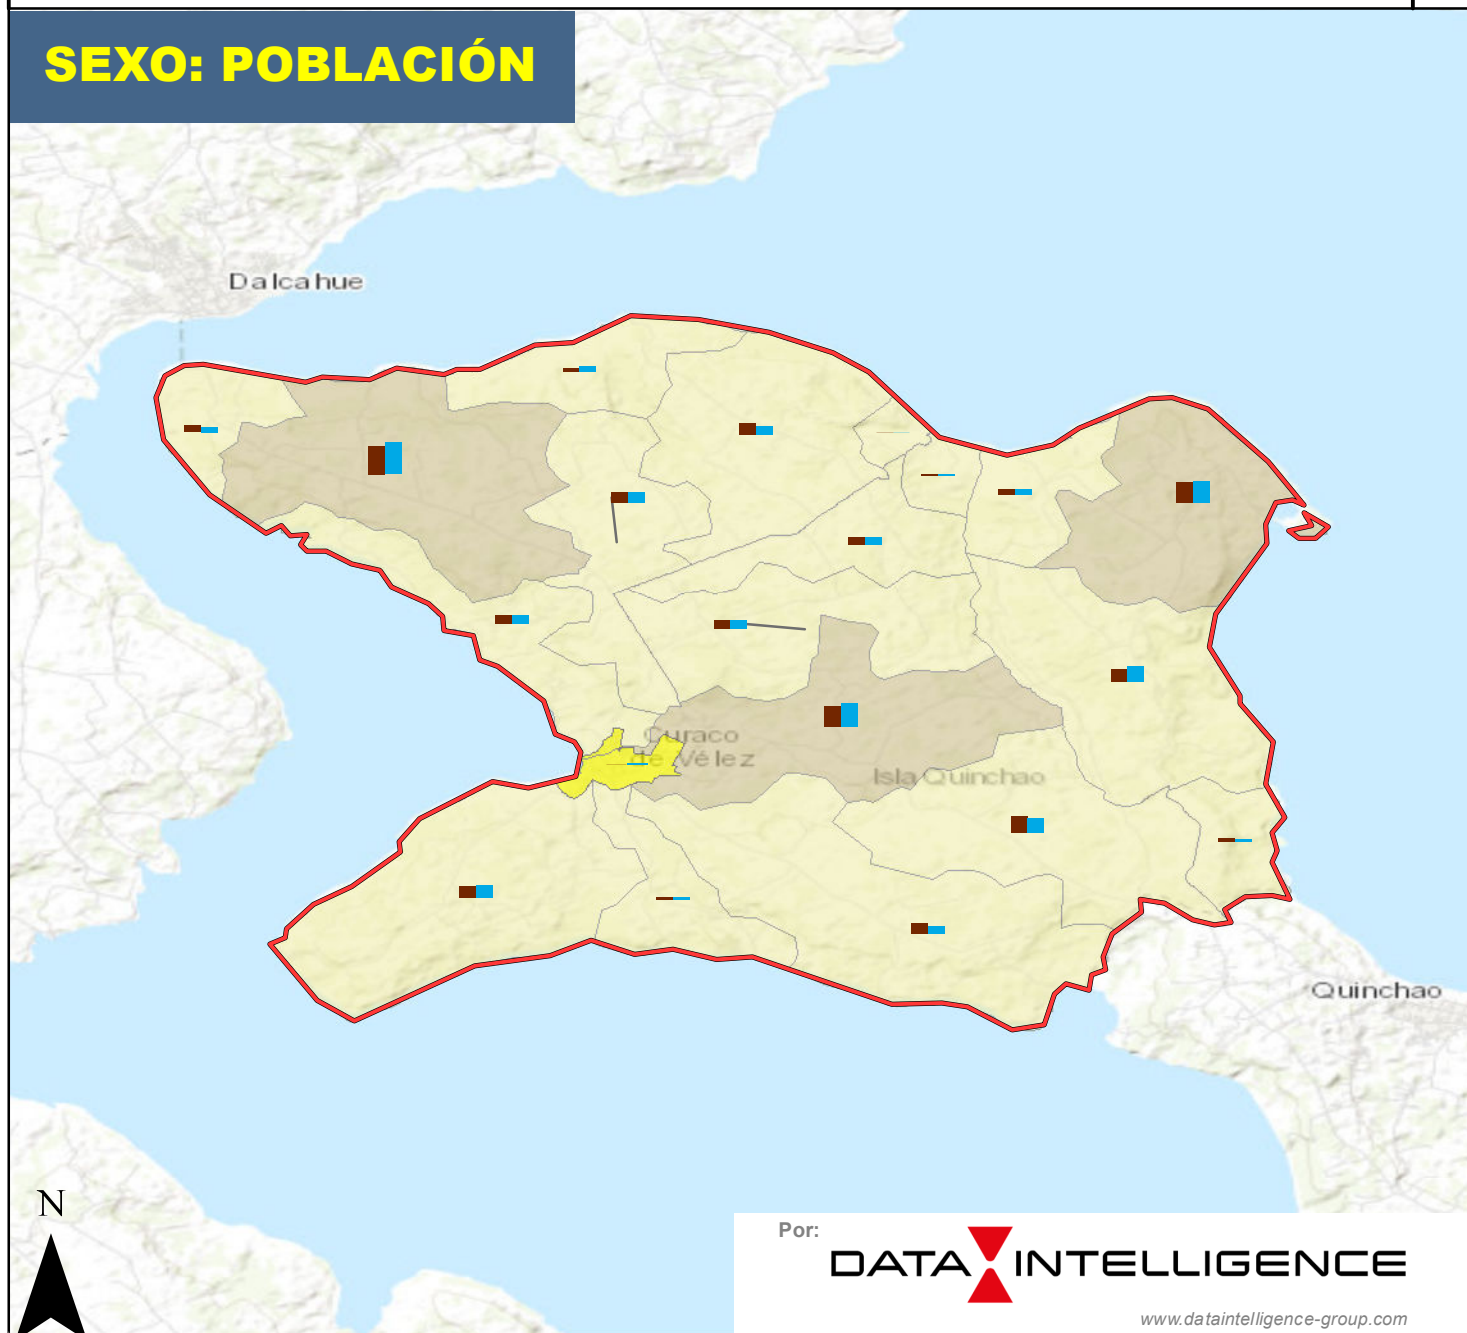 SEXO: POBLACIÓN
Dalcahue
Curaco
de Vélez
Isla Quinchao
Quinchao
N
Por:
DATA INTELLIGENCE
www.dataintelligence-group.com